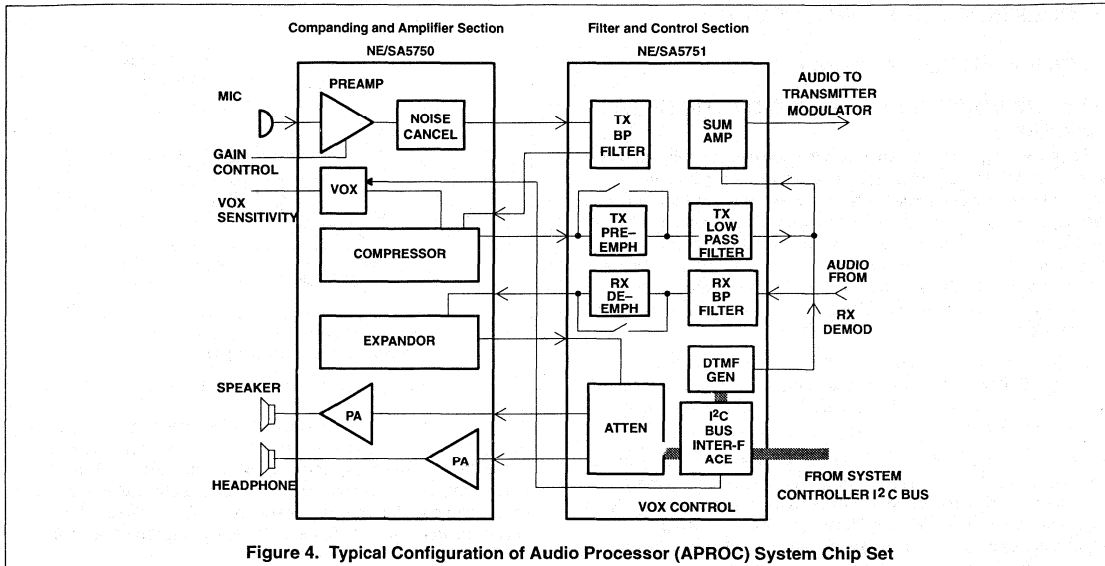 Companding and Amplifier Section
NE/SA5750
Filter and Control Section
NE/SA5751
MIC
PREAMP
NOISE
CANCEL
GAIN
CONTROL
VOX
VOX
SENSITIVITY
COMPRESSOR
EXPANDOR
SPEAKER
PA
HEADPHONE
PA
TX
BP
FILTER
SUM
AMP
AUDIO TO
TRANSMITTER
MODULATOR
TX
PRE–
EMPH
TX
LOW
PASS
FILTER
RX
DE–
EMPH
RX
BP
FILTER
AUDIO
FROM
RX
DEMOD
DTMF
GEN
ATTEN
I²C
BUS
INTER-F
ACE
VOX CONTROL
FROM SYSTEM
CONTROLLER I²C BUS
Figure 4. Typical Configuration of Audio Processor (APROC) System Chip Set